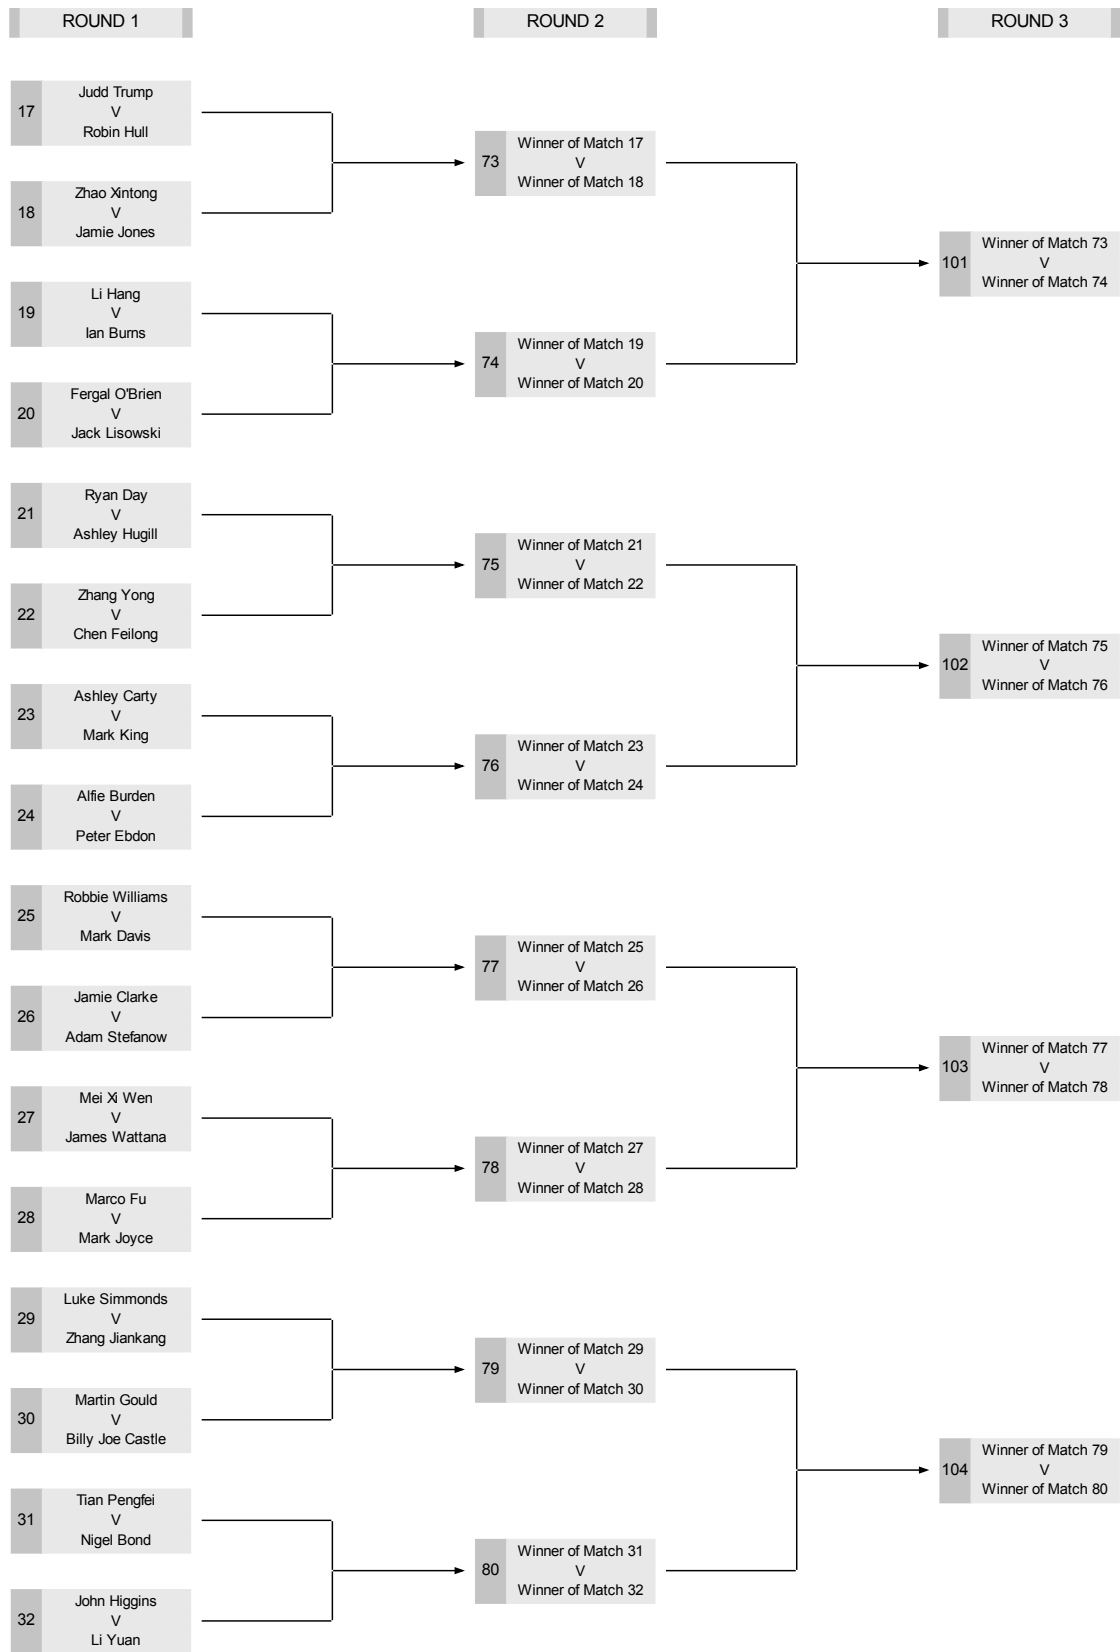 ROUND 1
ROUND 2
ROUND 3
17
Judd Trump
V
Robin Hull
18
Zhao Xintong
V
Jamie Jones
19
Li Hang
V
Ian Burns
20
Fergal O'Brien
V
Jack Lisowski
21
Ryan Day
V
Ashley Hugill
22
Zhang Yong
V
Chen Feilong
23
Ashley Carty
V
Mark King
24
Alfie Burden
V
Peter Ebdon
25
Robbie Williams
V
Mark Davis
26
Jamie Clarke
V
Adam Stefanow
27
Mei Xi Wen
V
James Wattana
28
Marco Fu
V
Mark Joyce
29
Luke Simmonds
V
Zhang Jiankang
30
Martin Gould
V
Billy Joe Castle
31
Tian Pengfei
V
Nigel Bond
32
John Higgins
V
Li Yuan
73
Winner of Match 17
V
Winner of Match 18
74
Winner of Match 19
V
Winner of Match 20
75
Winner of Match 21
V
Winner of Match 22
76
Winner of Match 23
V
Winner of Match 24
77
Winner of Match 25
V
Winner of Match 26
78
Winner of Match 27
V
Winner of Match 28
79
Winner of Match 29
V
Winner of Match 30
80
Winner of Match 31
V
Winner of Match 32
101
Winner of Match 73
V
Winner of Match 74
102
Winner of Match 75
V
Winner of Match 76
103
Winner of Match 77
V
Winner of Match 78
104
Winner of Match 79
V
Winner of Match 80